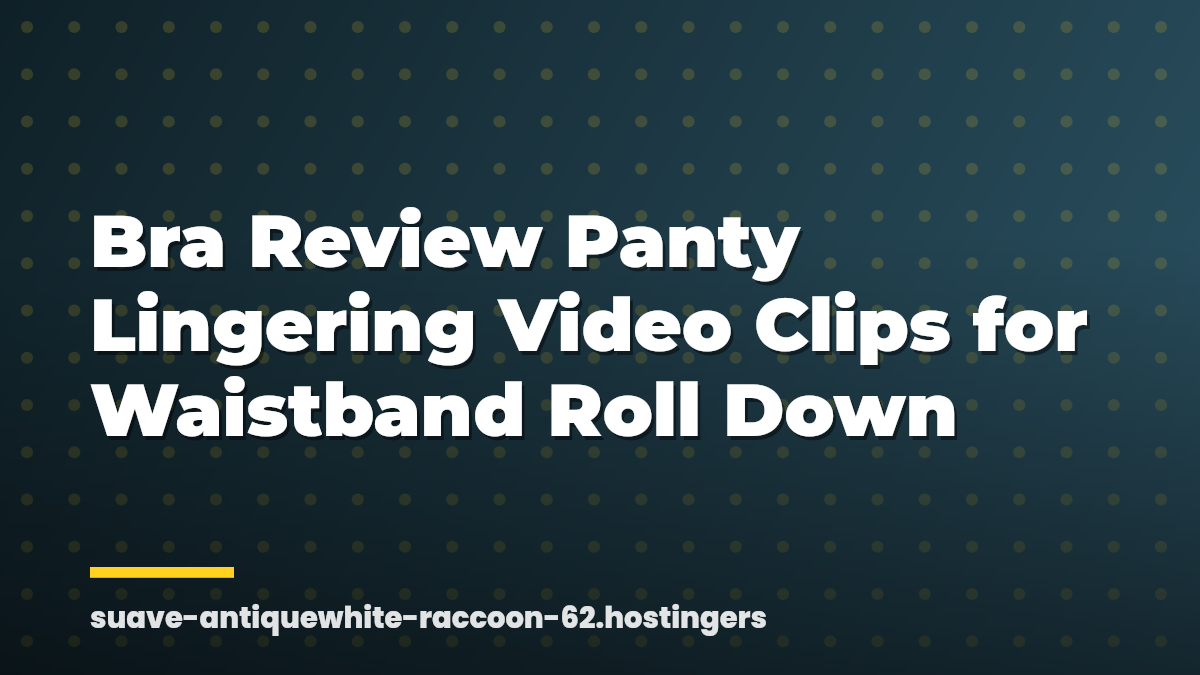 Bra Review Panty
Lingering Video Clips for
Waistband Roll Down
suave-antiquewhite-raccoon-62.hostingers